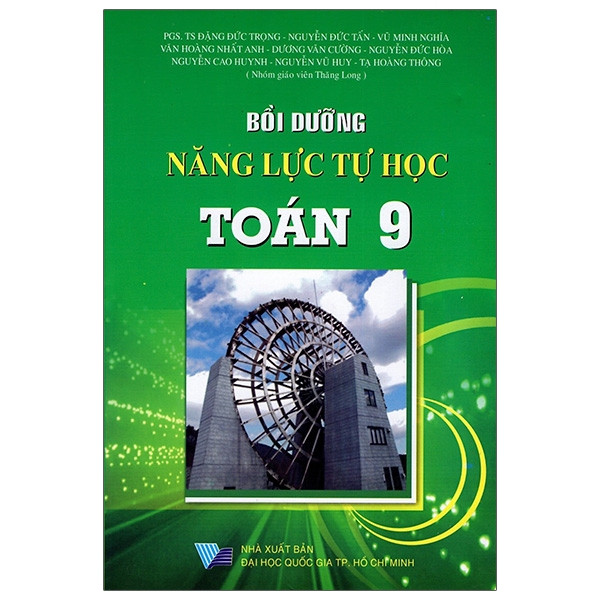 PGS. TS ĐẶNG ĐỨC TRỌNG - NGUYỄN ĐỨC TẤN - VŨ MINH NGHĨA
VĂN HOÀNG NHẤT ANH - DƯƠNG VĂN CƯỜNG - NGUYỄN ĐỨC HÒA
NGUYỄN CAO HUYNH - NGUYỄN VŨ HUY - TẠ HOÀNG THÔNG
( Nhóm giáo viên Thăng Long )
BỒI DƯỠNG
NĂNG LỰC TỰ HỌC
TOÁN 9
NHÀ XUẤT BẢN
ĐẠI HỌC QUỐC GIA TP. HỒ CHÍ MINH